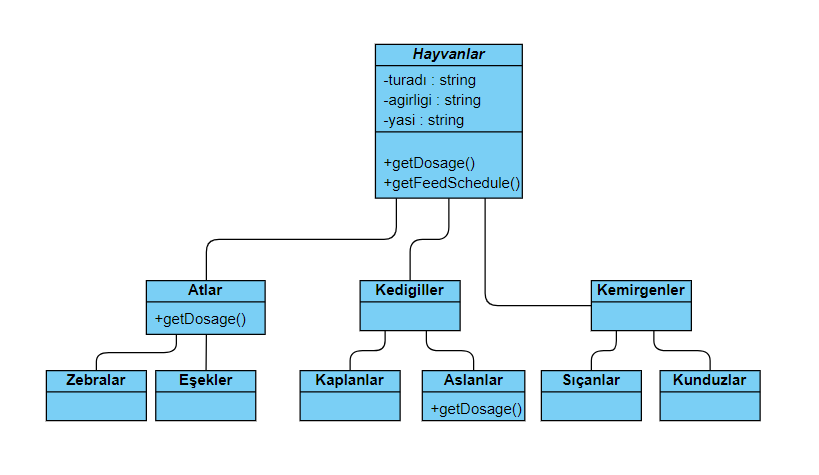 Hayvanlar
-turadı : string
-agirligi : string
-yasi : string
+getDosage()
+getFeedSchedule()
Atlar
+getDosage()
Kedigiller
Kemirgenler
Zebralar
Eşekler
Kaplanlar
Aslanlar
+getDosage()
Sıçanlar
Kunduzlar